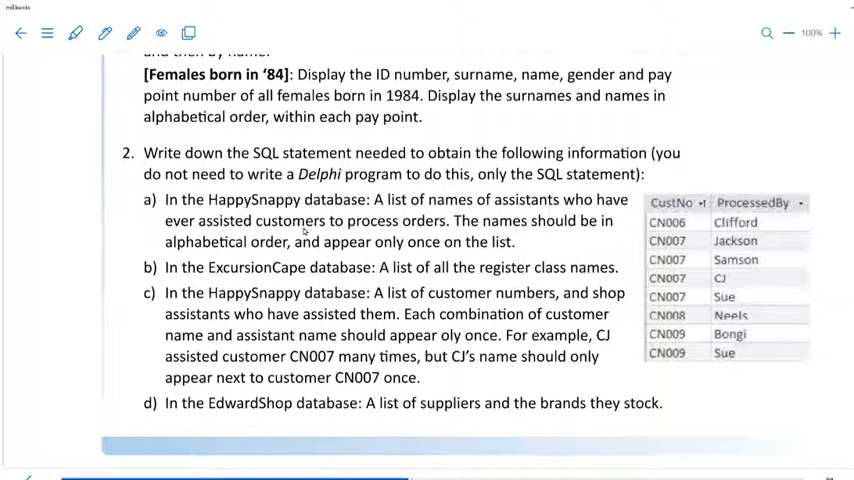 millbooks
100%
and then by name.
[Females born in ‘84]: Display the ID number, surname, name, gender and pay
point number of all females born in 1984. Display the surnames and names in
alphabetical order, within each pay point.
2. Write down the SQL statement needed to obtain the following information (you
do not need to write a Delphi program to do this, only the SQL statement):
a) In the HappySnappy database: A list of names of assistants who have
ever assisted customers to process orders. The names should be in
alphabetical order, and appear only once on the list.
b) In the ExcursionCape database: A list of all the register class names.
c) In the HappySnappy database: A list of customer numbers, and shop
assistants who have assisted them. Each combination of customer
name and assistant name should appear oly once. For example, CJ
assisted customer CN007 many times, but CJ’s name should only
appear next to customer CN007 once.
d) In the EdwardShop database: A list of suppliers and the brands they stock.
CustNo ProcessedBy
CN006 Clifford
CN007 Jackson
CN007 Samson
CN007 CJ
CN007 Sue
CN008 Neels
CN009 Bongi
CN009 Sue